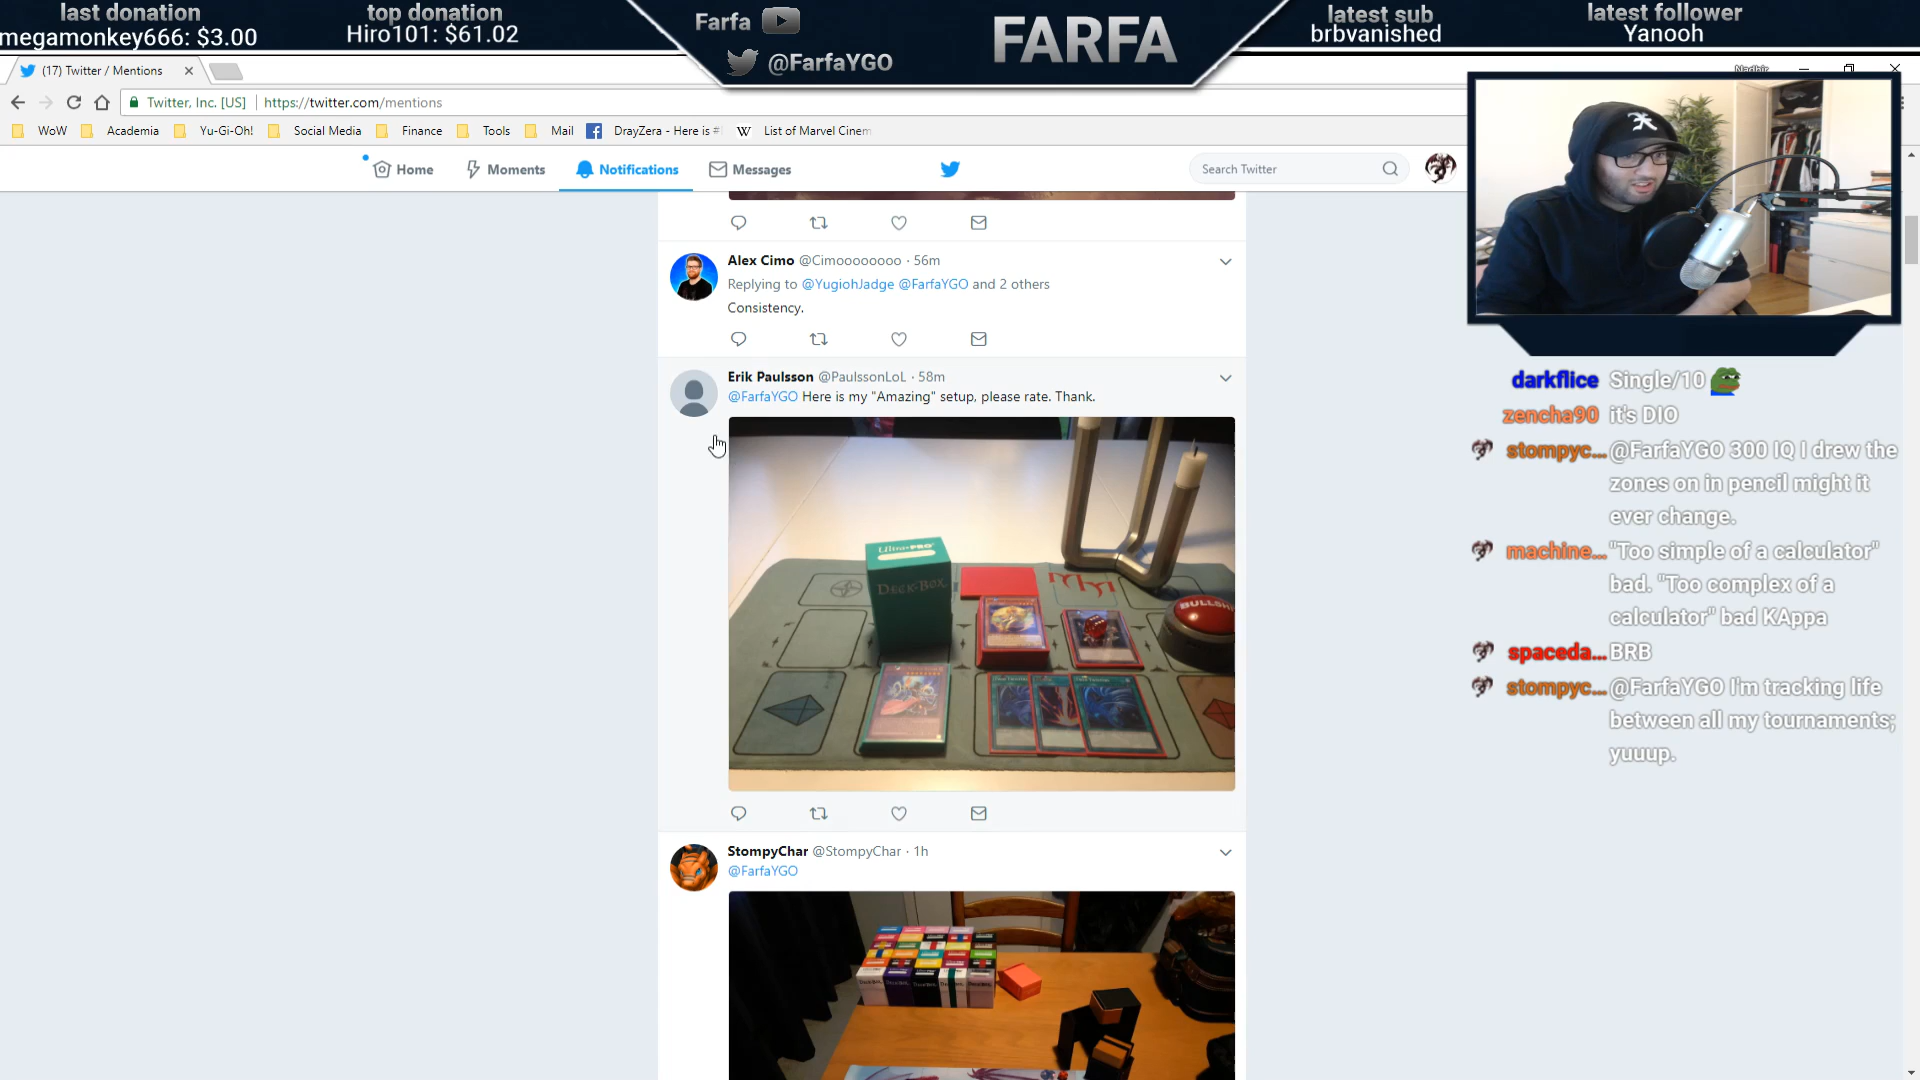 last donation
megamonkey666: $3.00
top donation
Hiro101: $61.02
Farfa
@FarfaYGO
FARFA
latest sub
brbvanished
latest follower
Yanooh
(17) Twitter / Mentions
Twitter, Inc. [US]
https://twitter.com/mentions
WoW
Academia
Yu-Gi-Oh!
Social Media
Finance
Tools
Mail
DrayZera - Here is #
List of Marvel Cinem
Home
Moments
Notifications
Messages
Search Twitter
Alex Cimo @Cimoooooooo · 56m
Replying to @YugiohJadge @FarfaYGO and 2 others
Consistency.
Erik Paulsson @PaulssonLoL · 58m
@FarfaYGO Here is my "Amazing" setup, please rate. Thank.
Ultra•PRO
DECK-BOX
BULLSH
StompyChar @StompyChar · 1h
@FarfaYGO
darkflice Single/10
zencha90 it's DIO
stompyc... @FarfaYGO 300 IQ I drew the
zones on in pencil might it
ever change.
machine... "Too simple of a calculator"
bad. "Too complex of a
calculator" bad KAppa
spaceda... BRB
stompyc... @FarfaYGO I'm tracking life
between all my tournaments;
yuuup.